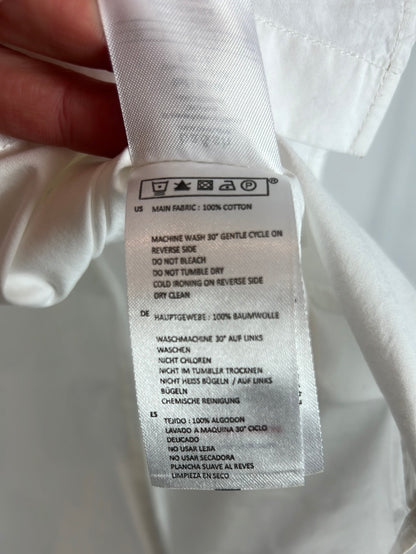 P
US MAIN FABRIC : 100% COTTON
MACHINE WASH 30° GENTLE CYCLE ON
REVERSE SIDE
DO NOT BLEACH
DO NOT TUMBLE DRY
COLD IRONING ON REVERSE SIDE
DRY CLEAN
DE HAUPTGEWEBE : 100% BAUMWOLLE
WASCHMACHINE 30° AUF LINKS
WASCHEN
NICHT CHLOREN
NICHT IM TUMBLER TROCKNEN
NICHT HEISS BÜGELN / AUF LINKS
BÜGELN
CHEMISCHE REINIGUNG
ES TEJIDO : 100% ALGODON
LAVADO A MAQUINA 30° CICLO
DELICADO
NO USAR LEJIA
NO USAR SECADORA
PLANCHA SUAVE AL REVES
LIMPIEZA EN SECO